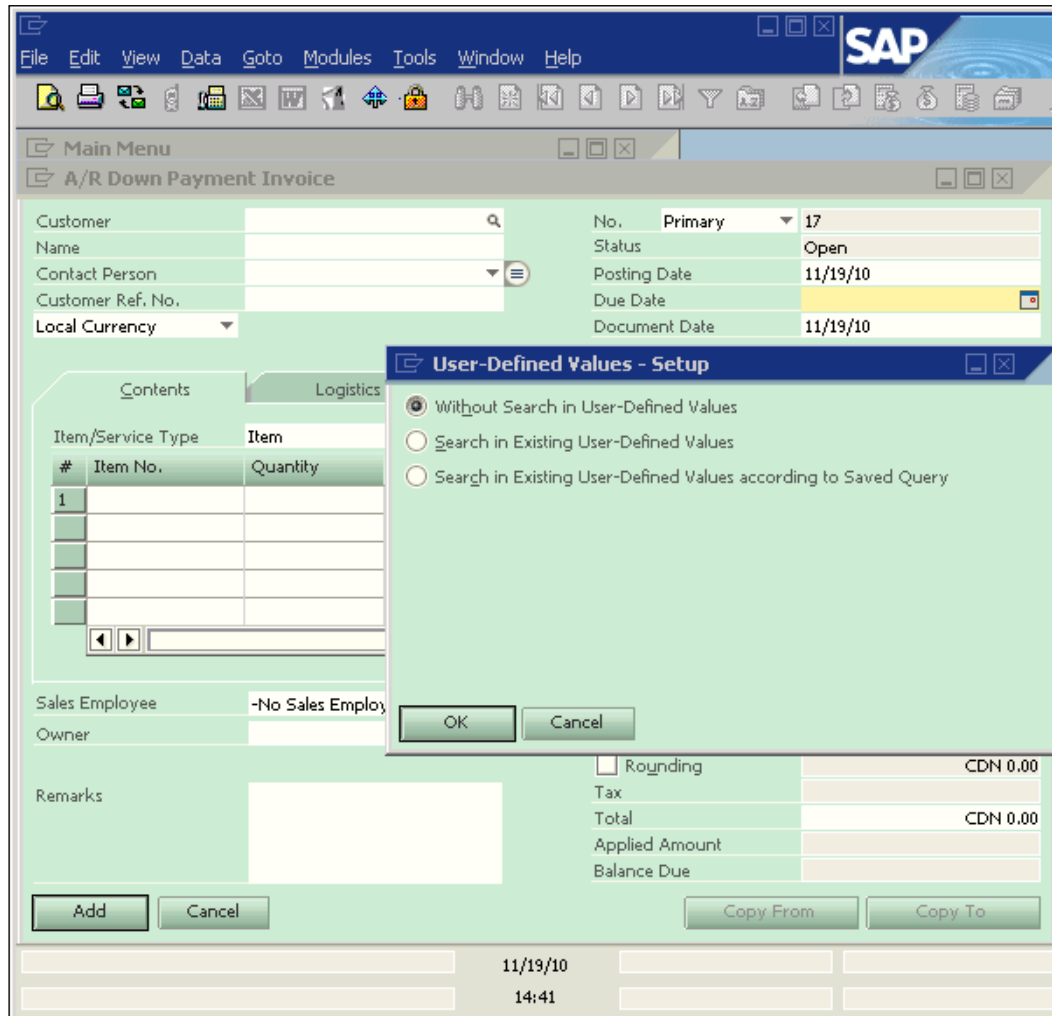 SAP
File Edit View Data Goto Modules Tools Window Help
Main Menu
A/R Down Payment Invoice
Customer
No. Primary 17
Name
Status Open
Contact Person
Posting Date 11/19/10
Customer Ref. No.
Due Date
Local Currency
Document Date 11/19/10
User-Defined Values - Setup
Contents Logistics
Without Search in User-Defined Values
Item/Service Type Item
Search in Existing User-Defined Values
# Item No. Quantity
Search in Existing User-Defined Values according to Saved Query
1
Sales Employee -No Sales Employ
OK Cancel
Owner
Rounding CDN 0.00
Remarks
Tax
Total CDN 0.00
Applied Amount
Balance Due
Add Cancel Copy From Copy To
11/19/10
14:41